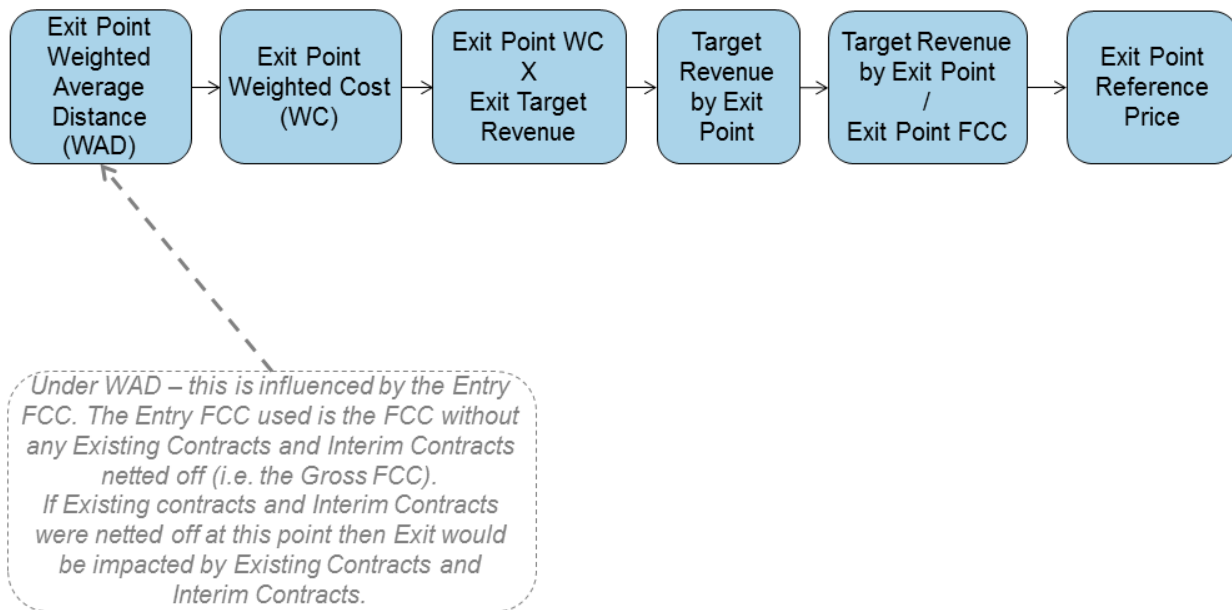 Exit Point
Weighted
Average
Distance
(WAD)
Exit Point
Weighted Cost
(WC)
Exit Point WC
X
Exit Target
Revenue
Target
Revenue
by Exit
Point
Target Revenue
by Exit Point
/
Exit Point FCC
Exit Point
Reference
Price
Under WAD – this is influenced by the Entry
FCC. The Entry FCC used is the FCC without
any Existing Contracts and Interim Contracts
netted off (i.e. the Gross FCC).
If Existing contracts and Interim Contracts
were netted off at this point then Exit would
be impacted by Existing Contracts and
Interim Contracts.